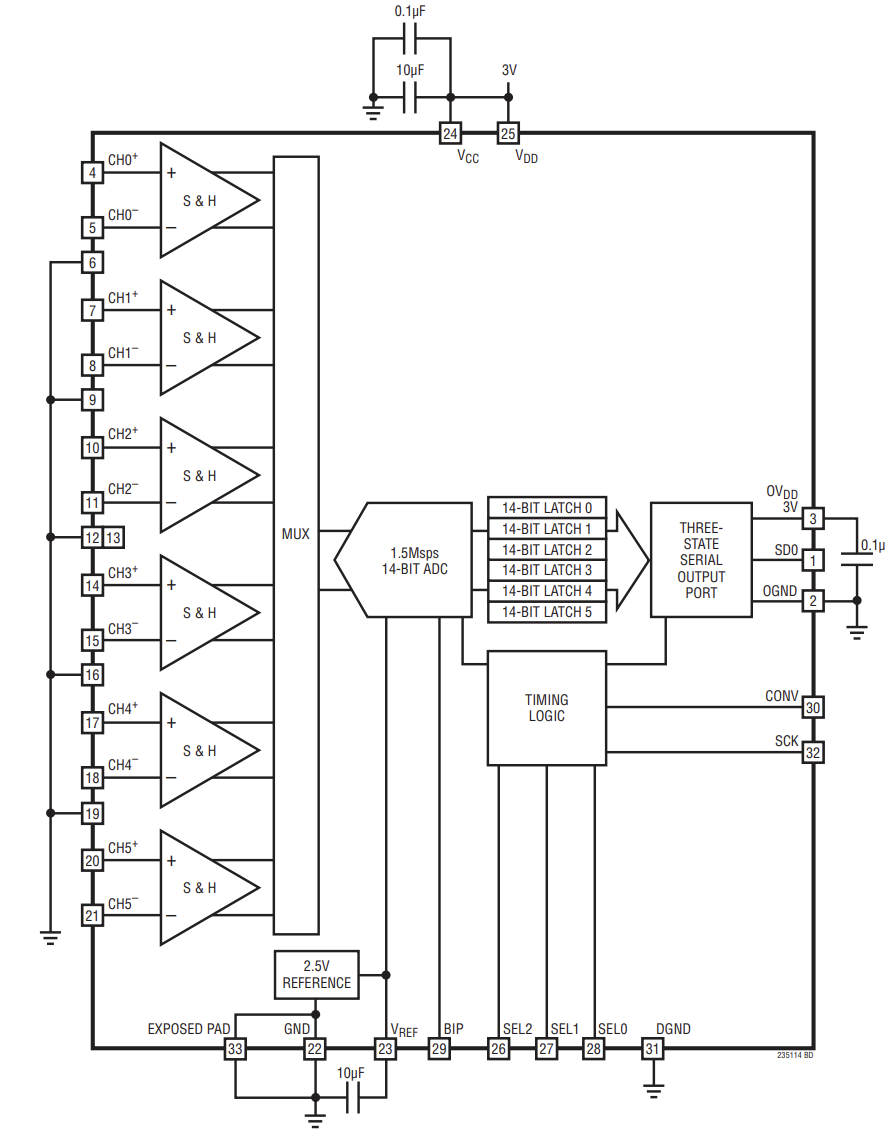 0.1µF
10µF
3V
24
25
VCC
VDD
4
CH0+
+
S & H
5
CH0–
–
6
7
CH1+
+
S & H
8
CH1–
–
9
10
CH2+
+
S & H
11
CH2–
–
12
13
14
CH3+
+
S & H
15
CH3–
–
16
17
CH4+
+
S & H
18
CH4–
–
19
20
CH5+
+
S & H
21
CH5–
–
MUX
1.5Msps
14-BIT ADC
14-BIT LATCH 0
14-BIT LATCH 1
14-BIT LATCH 2
14-BIT LATCH 3
14-BIT LATCH 4
14-BIT LATCH 5
THREE-
STATE
SERIAL
OUTPUT
PORT
OVDD
3V
3
0.1µ
SD0
1
OGND
2
TIMING
LOGIC
CONV
30
SCK
32
2.5V
REFERENCE
EXPOSED PAD
GND
VREF
BIP
SEL2
SEL1
SEL0
DGND
33
22
23
29
26
27
28
31
235114 BD
10µF